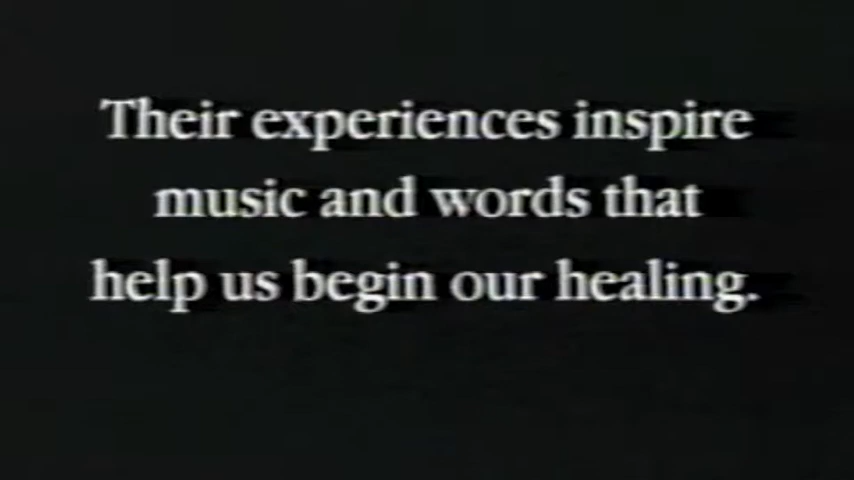 Their experiences inspire
music and words that
help us begin our healing.